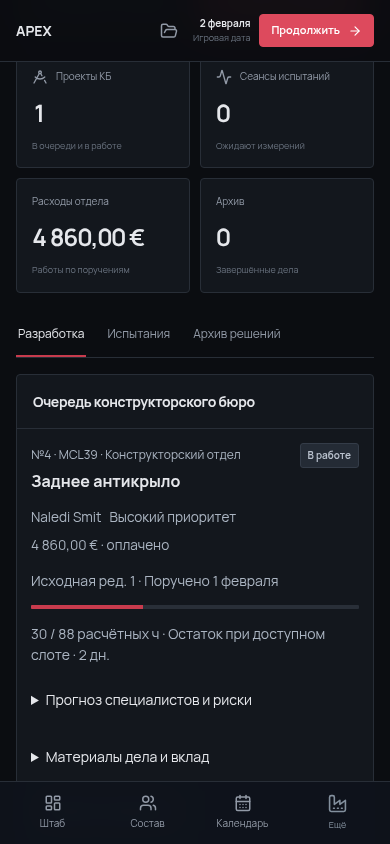 APEX
2 февраля
Игровая дата
Продолжить
Проекты КБ
1
В очереди и в работе
Сеансы испытаний
0
Ожидают измерений
Расходы отдела
4 860,00 €
Работы по поручениям
Архив
0
Завершённые дела
Разработка
Испытания
Архив решений
Очередь конструкторского бюро
№4 · MCL39 · Конструкторский отдел
В работе
Заднее антикрыло
Naledi Smit Высокий приоритет
4 860,00 € · оплачено
Исходная ред. 1 · Поручено 1 февраля
30 / 88 расчётных ч · Остаток при доступном
слоте · 2 дн.
Прогноз специалистов и риски
Материалы дела и вклад
Штаб
Состав
Календарь
Ещё